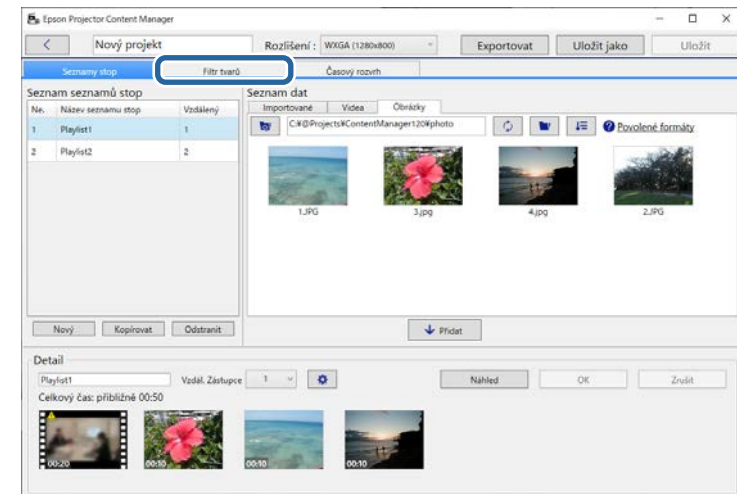 Epson Projector Content Manager
Nový projekt
Rozlišení : WXGA (1280x800)
Exportovat
Uložit jako
Uložit
Seznamy stop
Filtr tvarů
Časový rozvrh
Seznam seznamů stop
Seznam dat
Ne. Název seznamu stop Vzdálený
Importované Videa Obrázky
1 Playlist1 1
C:¥@Projects¥ContentManager120¥photo
Povolené formáty
2 Playlist2 2
1.JPG 3.jpg 4.jpg 2.JPG
Nový Kopírovat Odstranit
Přidat
Detail
Playlist1
Vzdál. Zástupce 1
Náhled
OK
Zrušit
Celkový čas: přibližně 00:50
00:20 00:10 00:10 00:10